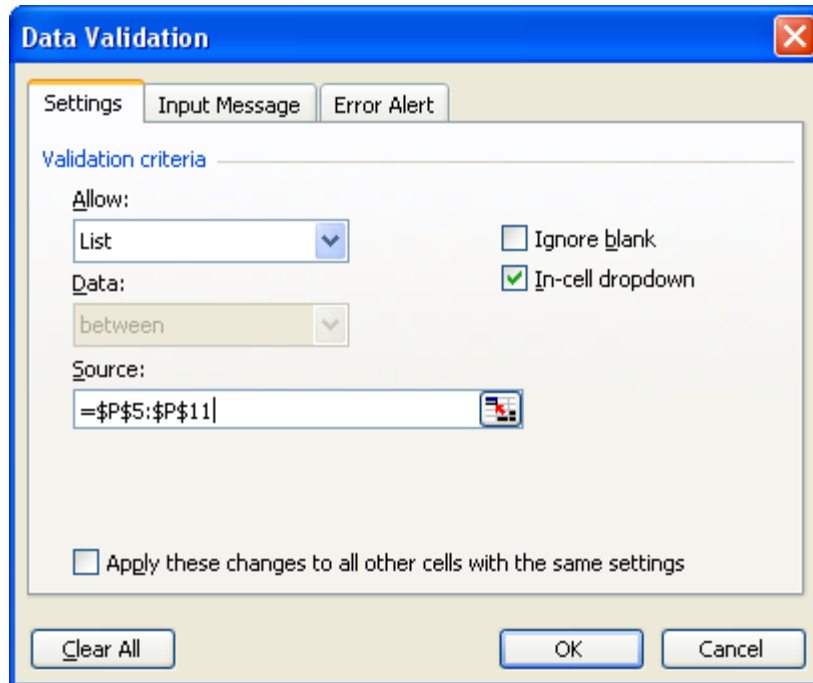 Data Validation
Settings Input Message Error Alert
Validation criteria
Allow:
List
Ignore blank
Data:
In-cell dropdown
between
Source:
=$P$5:$P$11
Apply these changes to all other cells with the same settings
Clear All OK Cancel